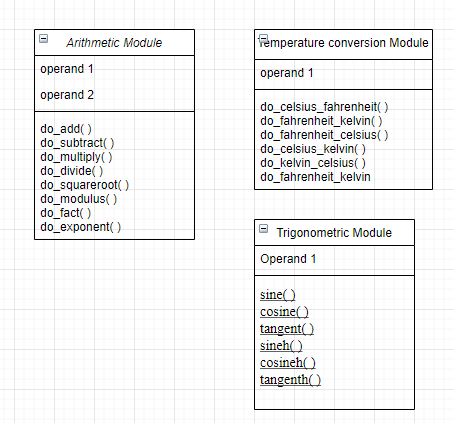 Arithmetic Module
operand 1
operand 2
do_add( )
do_subtract( )
do_multiply( )
do_divide( )
do_squareroot( )
do_modulus( )
do_fact( )
do_exponent( )
Temperature conversion Module
operand 1
do_celsius_fahrenheit( )
do_fahrenheit_kelvin( )
do_fahrenheit_celsius( )
do_celsius_kelvin( )
do_kelvin_celsius( )
do_fahrenheit_kelvin
Trigonometric Module
Operand 1
sine( )
cosine( )
tangent( )
sineh( )
cosineh( )
tangenth( )